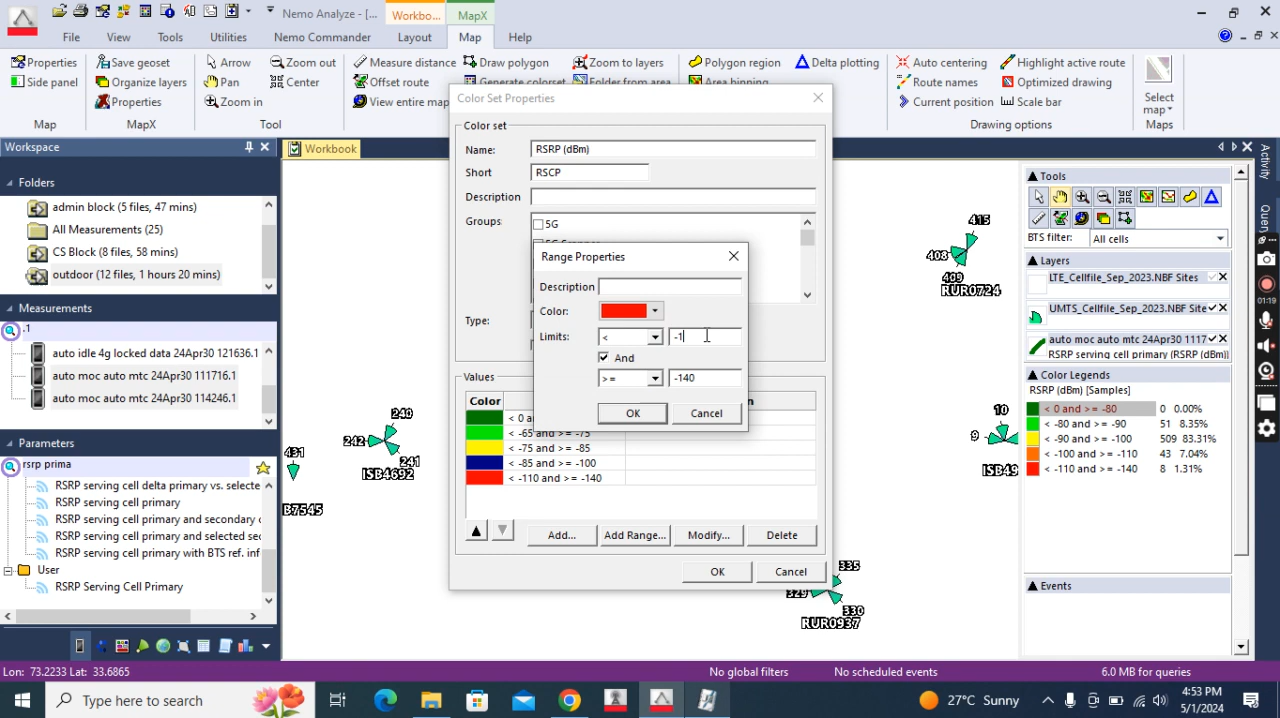 Nemo Analyze - [...
Workbo...
MapX
File
View
Tools
Utilities
Nemo Commander
Layout
Map
Help
Properties
Side panel
Map
Save geoset
Organize layers
Properties
MapX
Arrow
Pan
Zoom in
Zoom out
Center
Tool
Measure distance
Offset route
View entire map
Draw polygon
Generate colorset
Zoom to layers
Folders from area
Polygon region
Area binning
Delta plotting
Auto centering
Route names
Current position
Highlight active route
Optimized drawing
Scale bar
Drawing options
Select
map
Maps
Workspace
Folders
admin block (5 files, 47 mins)
All Measurements (25)
CS Block (8 files, 58 mins)
outdoor (12 files, 1 hours 20 mins)
Measurements
.1
auto idle 4g locked data 24Apr30 121636.1
auto moc auto mtc 24Apr30 111716.1
auto moc auto mtc 24Apr30 114246.1
Parameters
rsrp prima
RSRP serving cell delta primary vs. selecte
RSRP serving cell primary
RSRP serving cell primary and secondary c
RSRP serving cell primary and selected sec
RSRP serving cell primary with BTS ref. inf
User
RSRP Serving Cell Primary
Workbook
240
242
241
ISB4692
431
B7545
Color Set Properties
Color set
Name:
RSRP (dBm)
Short
RSCP
Description
Groups:
5G
Type:
Values
Color
< -65 and >= -75
< -75 and >= -85
< -85 and >= -100
< -110 and >= -140
Add...
Add Range...
Modify...
Delete
OK
Cancel
Range Properties
Description
Color:
Limits:
<
-1
And
>=
-140
OK
Cancel
415
408
409
RUR0724
10
9
ISB49
335
329
330
RUR0937
Tools
BTS filter:
All cells
Layers
LTE_Cellfile_Sep_2023.NBF Sites
UMTS_Cellfile_Sep_2023.NBF Sites
auto moc auto mtc 24Apr30 1117
RSRP serving cell primary (RSRP (dBm))
Color Legends
RSRP (dBm) [Samples]
< 0 and >= -80 0 0.00%
< -80 and >= -90 51 8.35%
< -90 and >= -100 509 83.31%
< -100 and >= -110 43 7.04%
< -110 and >= -140 8 1.31%
Events
Activity
01:19
Lon: 73.2233 Lat: 33.6865
No global filters
No scheduled events
6.0 MB for queries
Type here to search
27°C Sunny
4:53 PM
5/1/2024